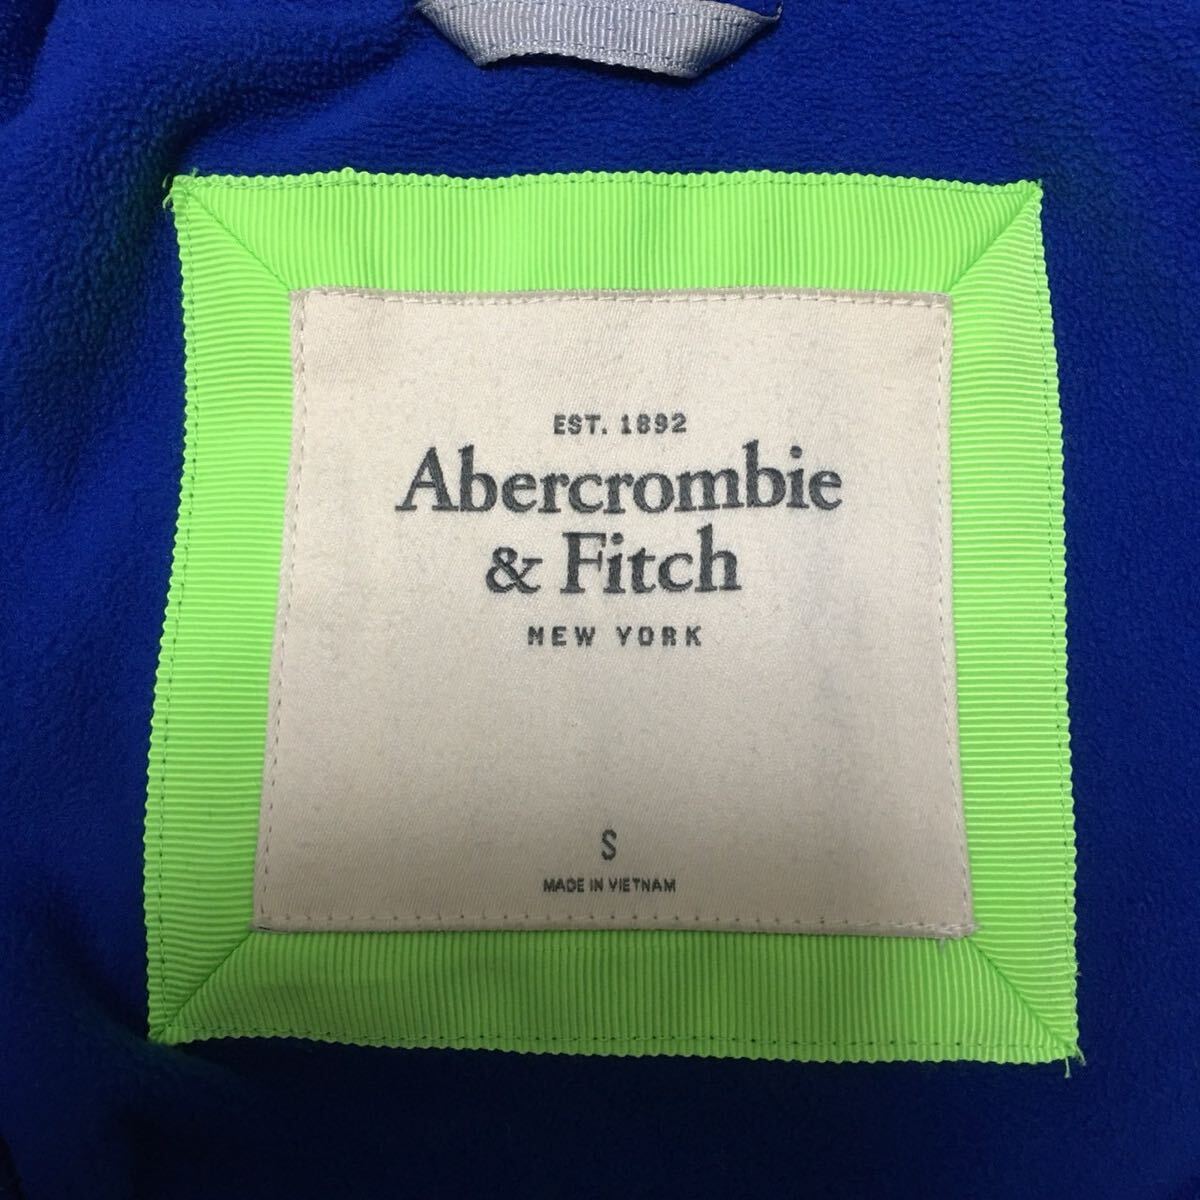 EST. 1892
Abercrombie
& Fitch
NEW YORK
S
MADE IN VIETNAM